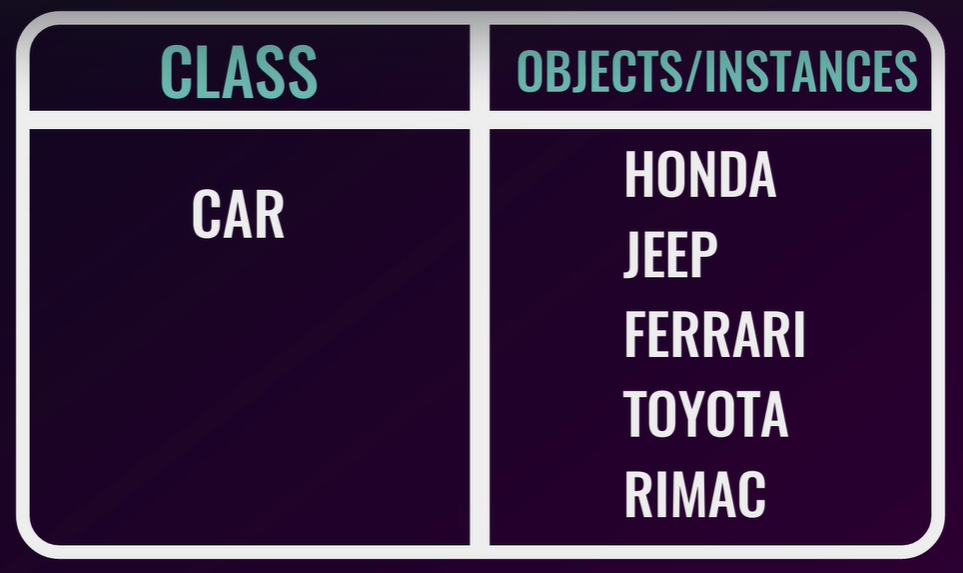 CLASS
OBJECTS/INSTANCES
CAR
HONDA
JEEP
FERRARI
TOYOTA
RIMAC